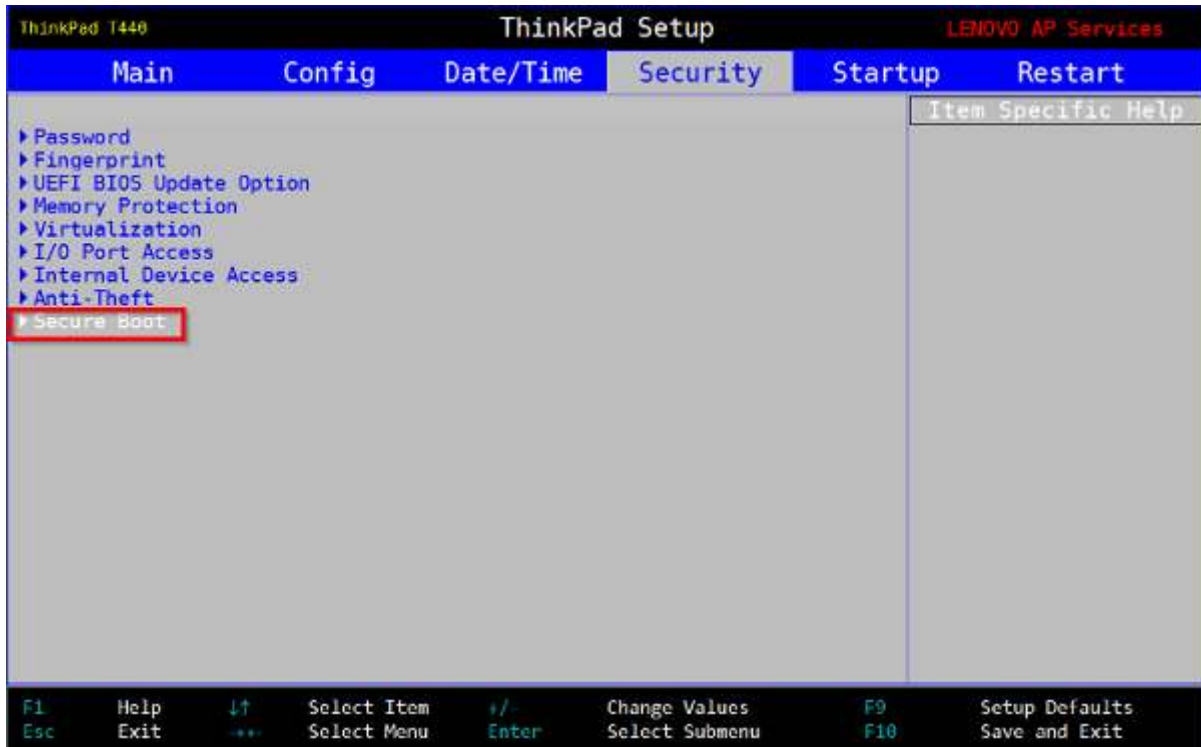 ThinkPad T440
ThinkPad Setup
LENOVO AP Services
Main Config Date/Time Security Startup Restart
Item Specific Help
Password
Fingerprint
UEFI BIOS Update Option
Memory Protection
Virtualization
I/O Port Access
Internal Device Access
Anti-Theft
Secure Boot
F1 Help ↓↑ Select Item +/- Change Values F9 Setup Defaults
Esc Exit →← Select Menu Enter Select Submenu F10 Save and Exit